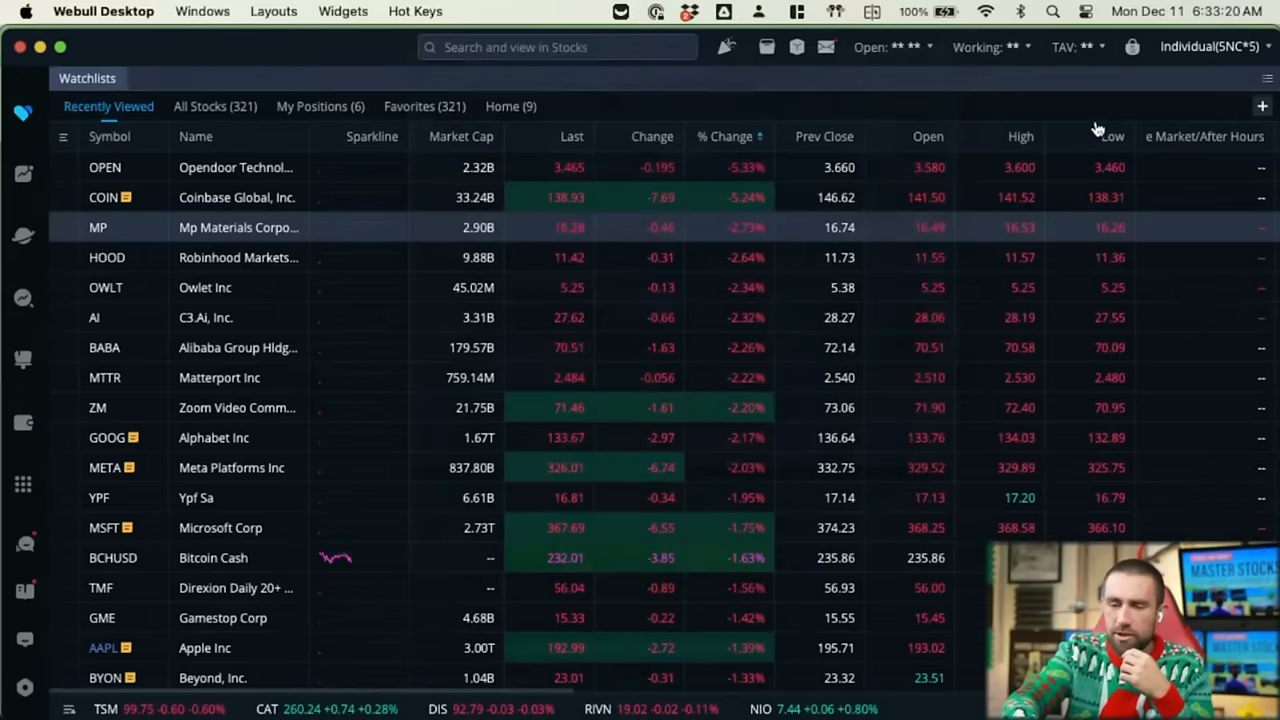 Webull Desktop Windows Layouts Widgets Hot Keys 2 100% Mon Dec 11 6:33:20 AM
Search and view in Stocks Open: ** ** Working: ** TAV: ** Individual(5NC*5)
Watchlists
Recently Viewed All Stocks (321) My Positions (6) Favorites (321) Home (9) +
Symbol Name Sparkline Market Cap Last Change % Change Prev Close Open High Low e Market/After Hours
OPEN Opendoor Technol... 2.32B 3.465 -0.195 -5.33% 3.660 3.580 3.600 3.460 --
COIN Coinbase Global, Inc. 33.24B 138.93 -7.69 -5.24% 146.62 141.50 141.52 138.31 --
MP Mp Materials Corpo... 2.90B 16.28 -0.46 -2.73% 16.74 16.49 16.53 16.26 --
HOOD Robinhood Markets... 9.88B 11.42 -0.31 -2.64% 11.73 11.55 11.57 11.36 --
OWLT Owlet Inc 45.02M 5.25 -0.13 -2.34% 5.38 5.25 5.25 5.25 --
AI C3.Ai, Inc. 3.31B 27.62 -0.66 -2.32% 28.27 28.06 28.19 27.55 --
BABA Alibaba Group Hldg... 179.57B 70.51 -1.63 -2.26% 72.14 70.51 70.58 70.09 --
MTTR Matterport Inc 759.14M 2.484 -0.056 -2.22% 2.540 2.510 2.530 2.480 --
ZM Zoom Video Comm... 21.75B 71.46 -1.61 -2.20% 73.06 71.90 72.40 70.95 --
GOOG Alphabet Inc 1.67T 133.67 -2.97 -2.17% 136.64 133.76 134.03 132.89 --
META Meta Platforms Inc 837.80B 326.01 -6.74 -2.03% 332.75 329.52 329.89 325.75 --
YPF Ypf Sa 6.61B 16.81 -0.34 -1.95% 17.14 17.13 17.20 16.79 --
MSFT Microsoft Corp 2.73T 367.69 -6.55 -1.75% 374.23 368.25 368.58 366.10 --
BCHUSD Bitcoin Cash -- 232.01 -3.85 -1.63% 235.86 235.86
TMF Direxion Daily 20+ ... -- 56.04 -0.89 -1.56% 56.93 56.00
GME Gamestop Corp 4.68B 15.33 -0.22 -1.42% 15.55 15.45
AAPL Apple Inc 3.00T 192.99 -2.72 -1.39% 195.71 193.02
BYON Beyond, Inc. 1.04B 23.01 -0.31 -1.33% 23.32 23.51
MASTER STOCKS
MASTER STOCKS
TSM 99.75 -0.60 -0.60% CAT 260.24 +0.74 +0.28% DIS 92.79 -0.03 -0.03% RIVN 19.02 -0.02 -0.11% NIO 7.44 +0.06 +0.80%